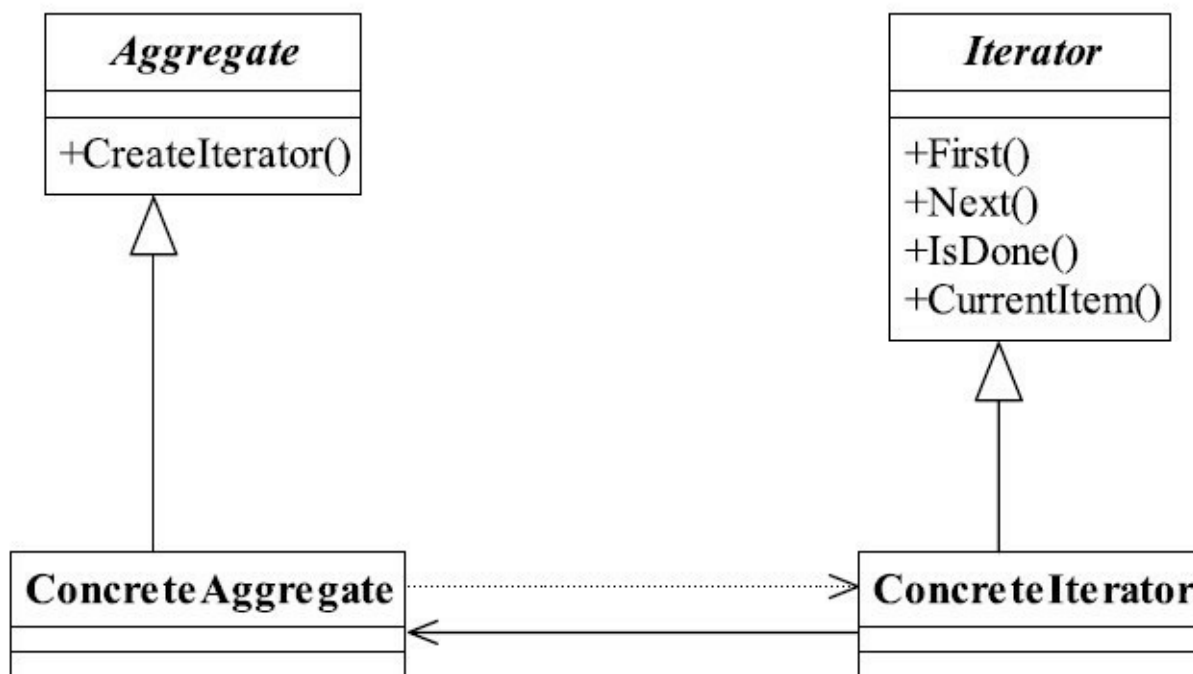 Aggregate
+CreateIterator()
Iterator
+First()
+Next()
+IsDone()
+CurrentItem()
ConcreteAggregate
ConcreteIterator